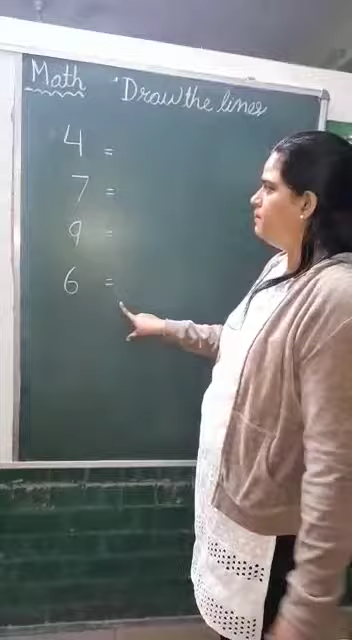 Math
Draw the lines
4 =
7 =
9 =
6 =